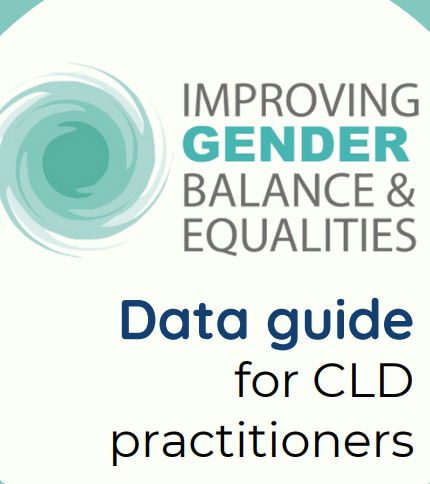 IMPROVING
GENDER
BALANCE &
EQUALITIES
Data guide
for CLD
practitioners